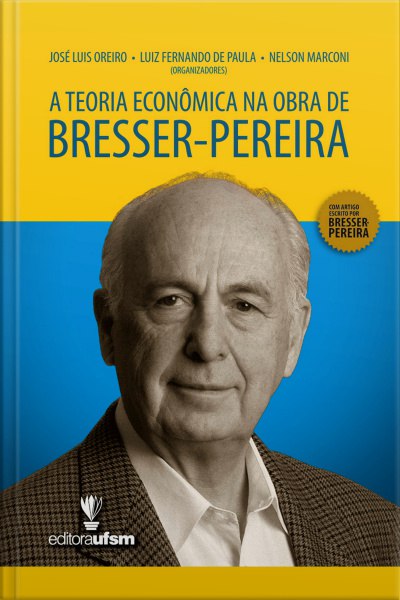 JOSÉ LUIS OREIRO • LUIZ FERNANDO DE PAULA • NELSON MARCONI
(ORGANIZADORES)
A TEORIA ECONÔMICA NA OBRA DE
BRESSER-PEREIRA
COM ARTIGO
ESCRITO POR
BRESSER-
PEREIRA
editoraufsm